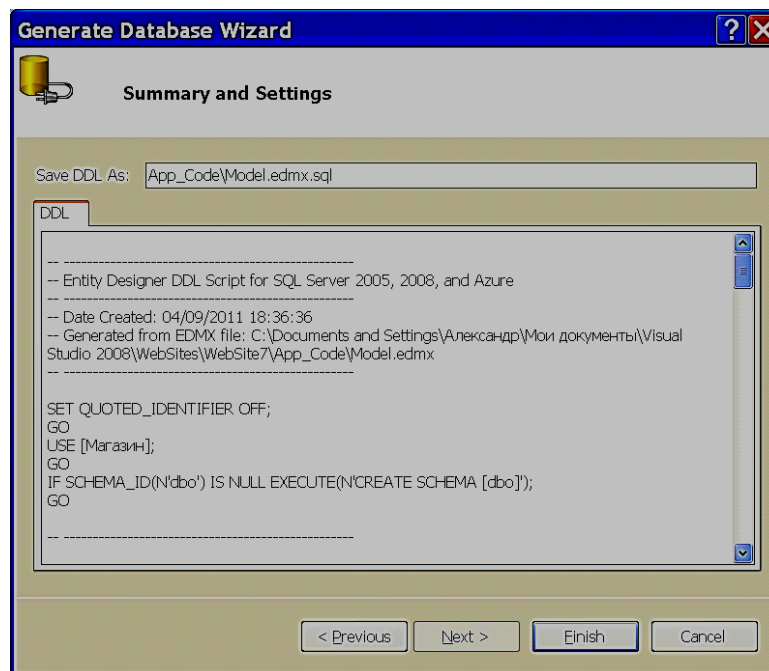 Generate Database Wizard
Summary and Settings
Save DDL As: App_Code\Model.edmx.sql
DDL
-- --------------------------------------------------
-- Entity Designer DDL Script for SQL Server 2005, 2008, and Azure
-- --------------------------------------------------
-- Date Created: 04/09/2011 18:36:36
-- Generated from EDMX file: C:\Documents and Settings\Александр\Мои документы\Visual
Studio 2008\WebSites\WebSite7\App_Code\Model.edmx
-- --------------------------------------------------
SET QUOTED_IDENTIFIER OFF;
GO
USE [Магазин];
GO
IF SCHEMA_ID(N'dbo') IS NULL EXECUTE(N'CREATE SCHEMA [dbo]');
GO
-- --------------------------------------------------
< Previous Next > Finish Cancel